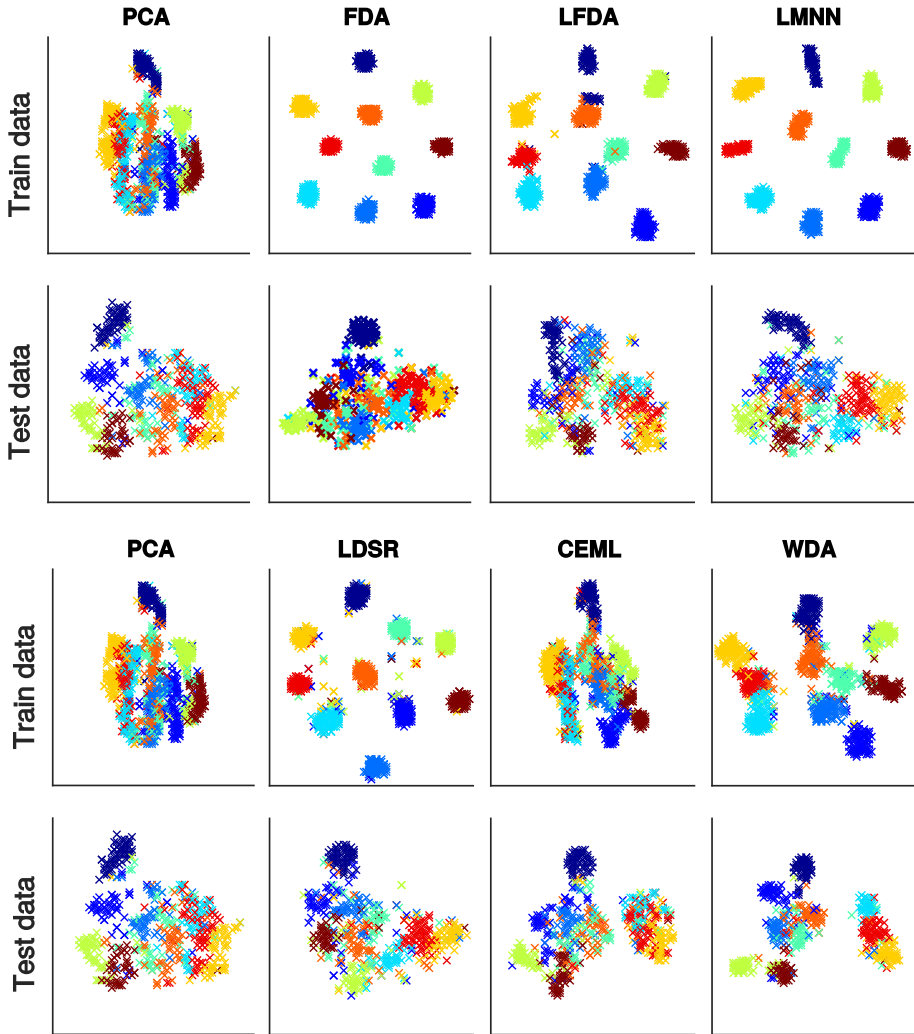 PCA FDA LFDA LMNN
Train data
Test data
PCA LDSR CEML WDA
Train data
Test data